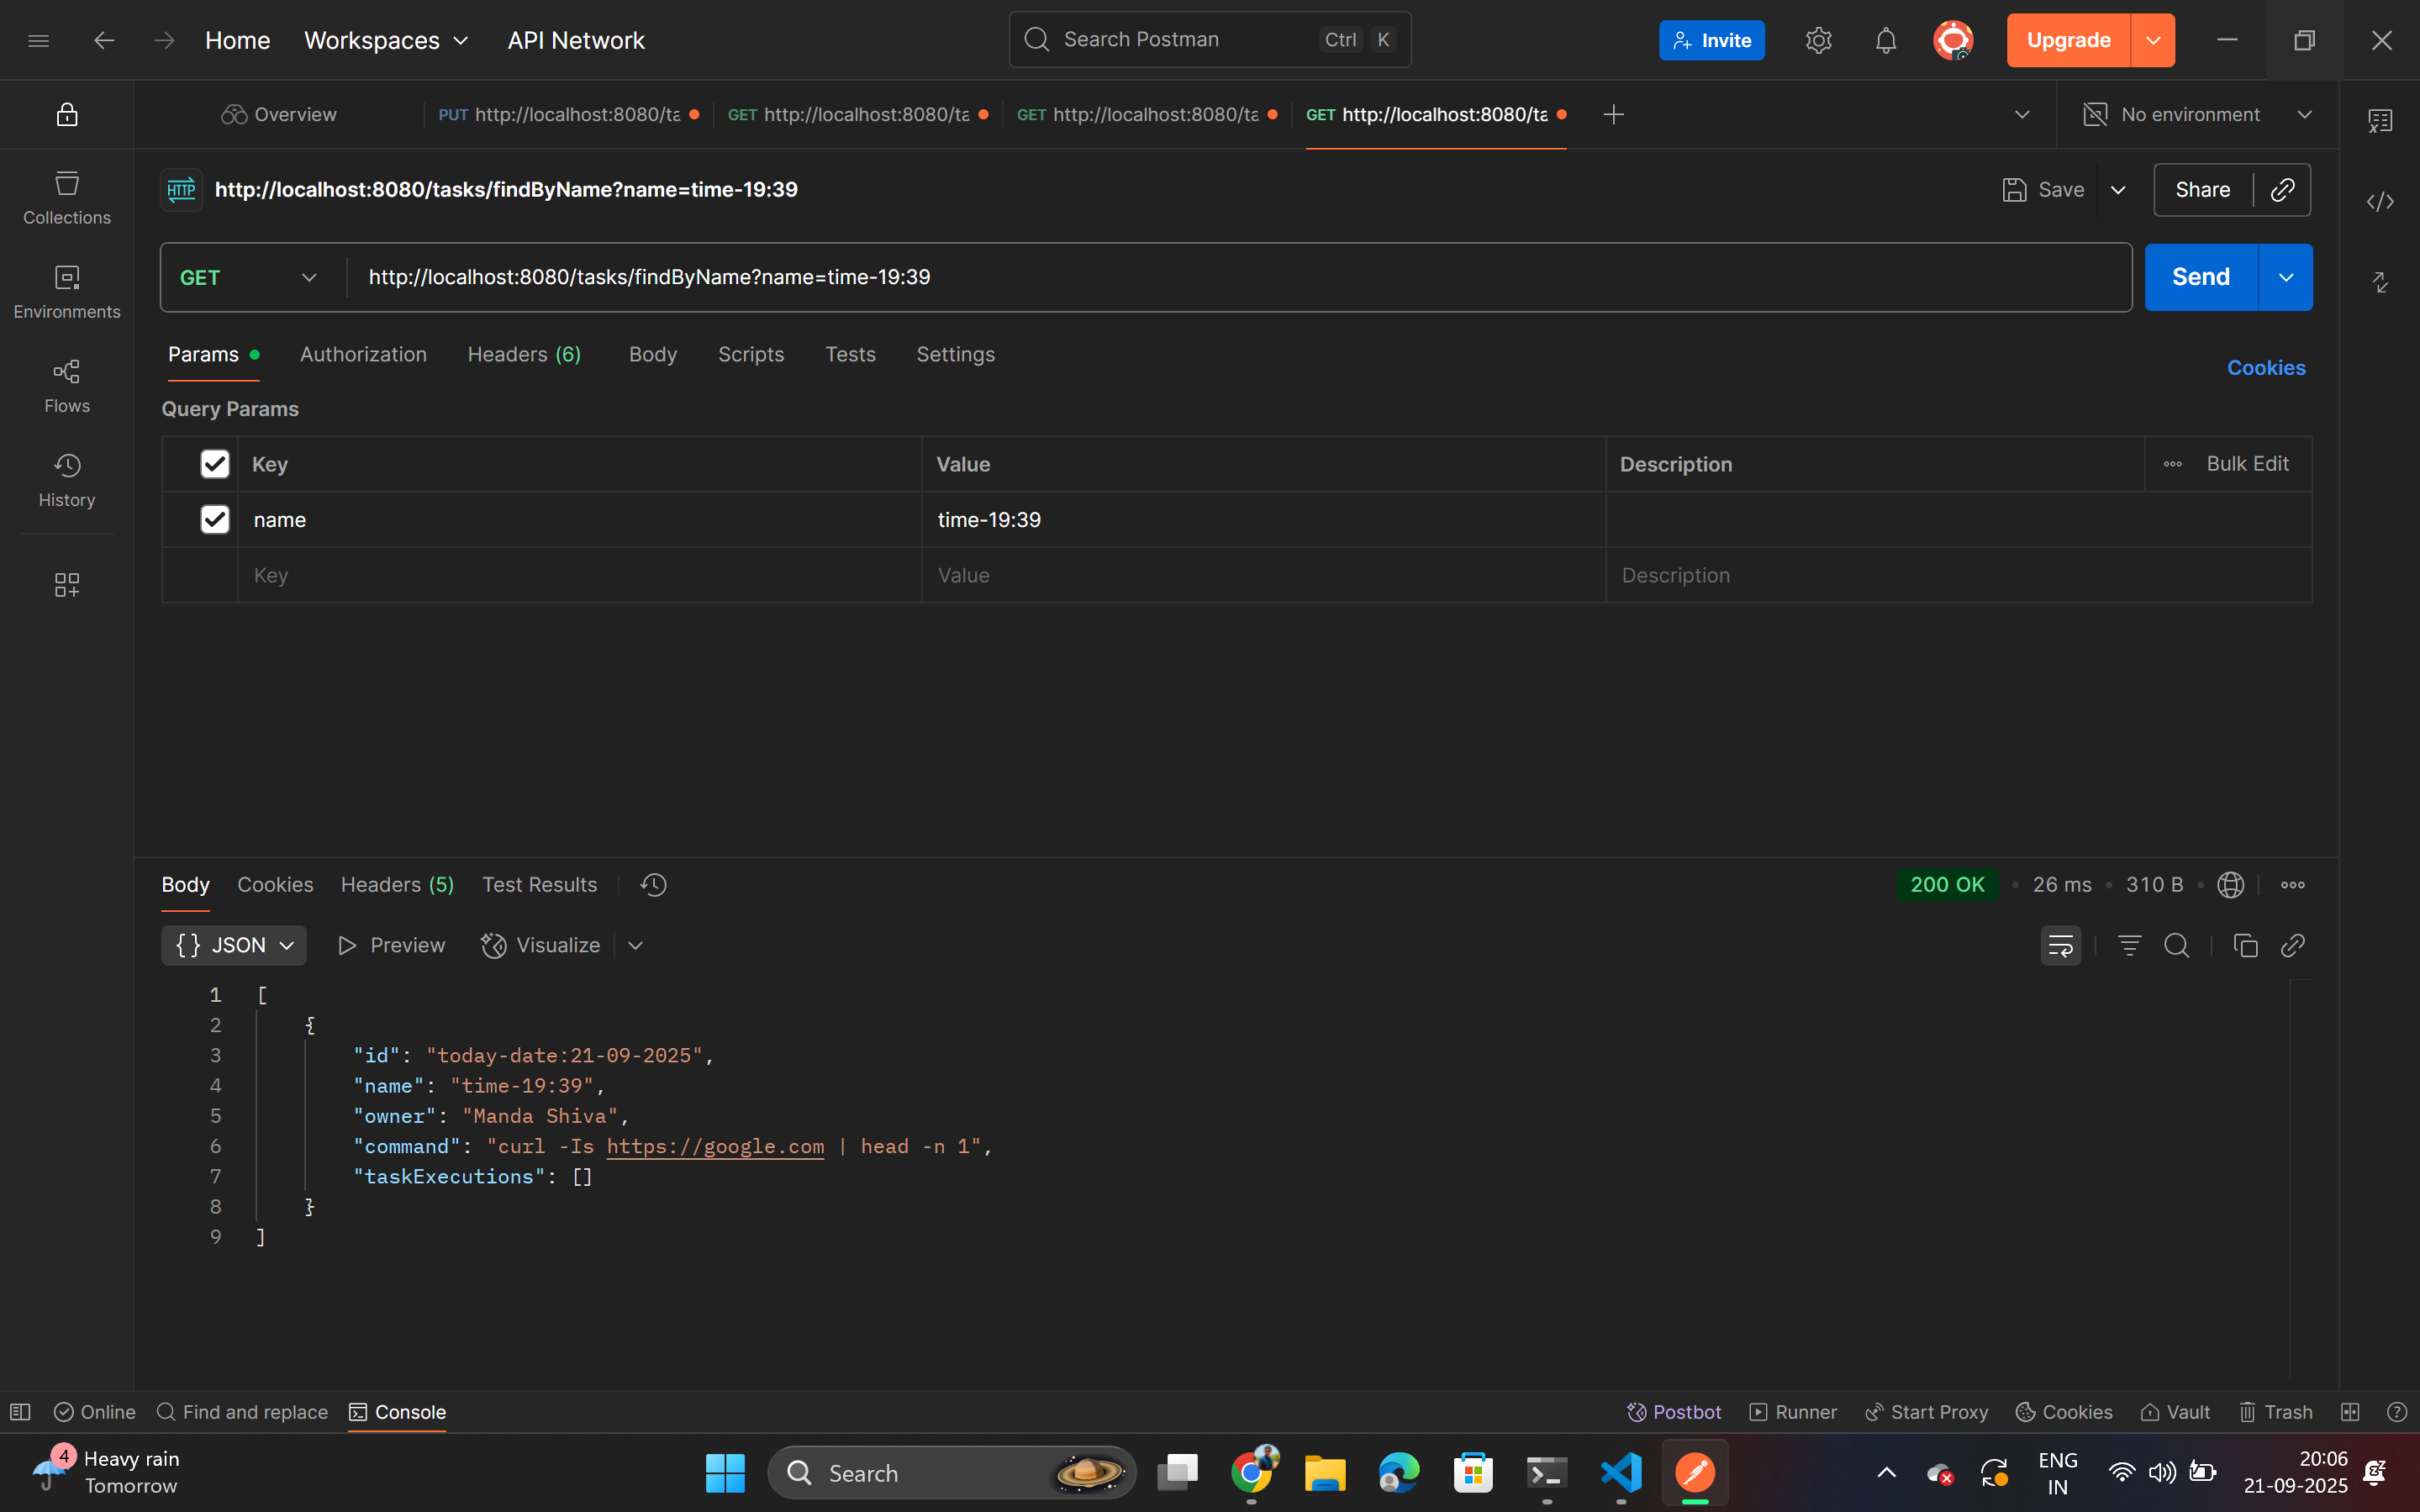 Home Workspaces API Network Search Postman Ctrl K Invite Upgrade
Overview PUT http://localhost:8080/ta GET http://localhost:8080/ta GET http://localhost:8080/ta GET http://localhost:8080/ta No environment
HTTP http://localhost:8080/tasks/findByName?name=time-19:39 Save Share
GET http://localhost:8080/tasks/findByName?name=time-19:39 Send
Collections
Environments
Flows
History
Params Authorization Headers (6) Body Scripts Tests Settings Cookies
Query Params
Key Value Description Bulk Edit
name time-19:39
Key Value Description
Body Cookies Headers (5) Test Results 200 OK 26 ms 310 B
{} JSON Preview Visualize
1 [
2 {
3 "id": "today-date:21-09-2025",
4 "name": "time-19:39",
5 "owner": "Manda Shiva",
6 "command": "curl -Is https://google.com | head -n 1",
7 "taskExecutions": []
8 }
9 ]
Online Find and replace Console Postbot Runner Start Proxy Cookies Vault Trash
4 Heavy rain
Tomorrow
Search
ENG
IN
20:06
21-09-2025